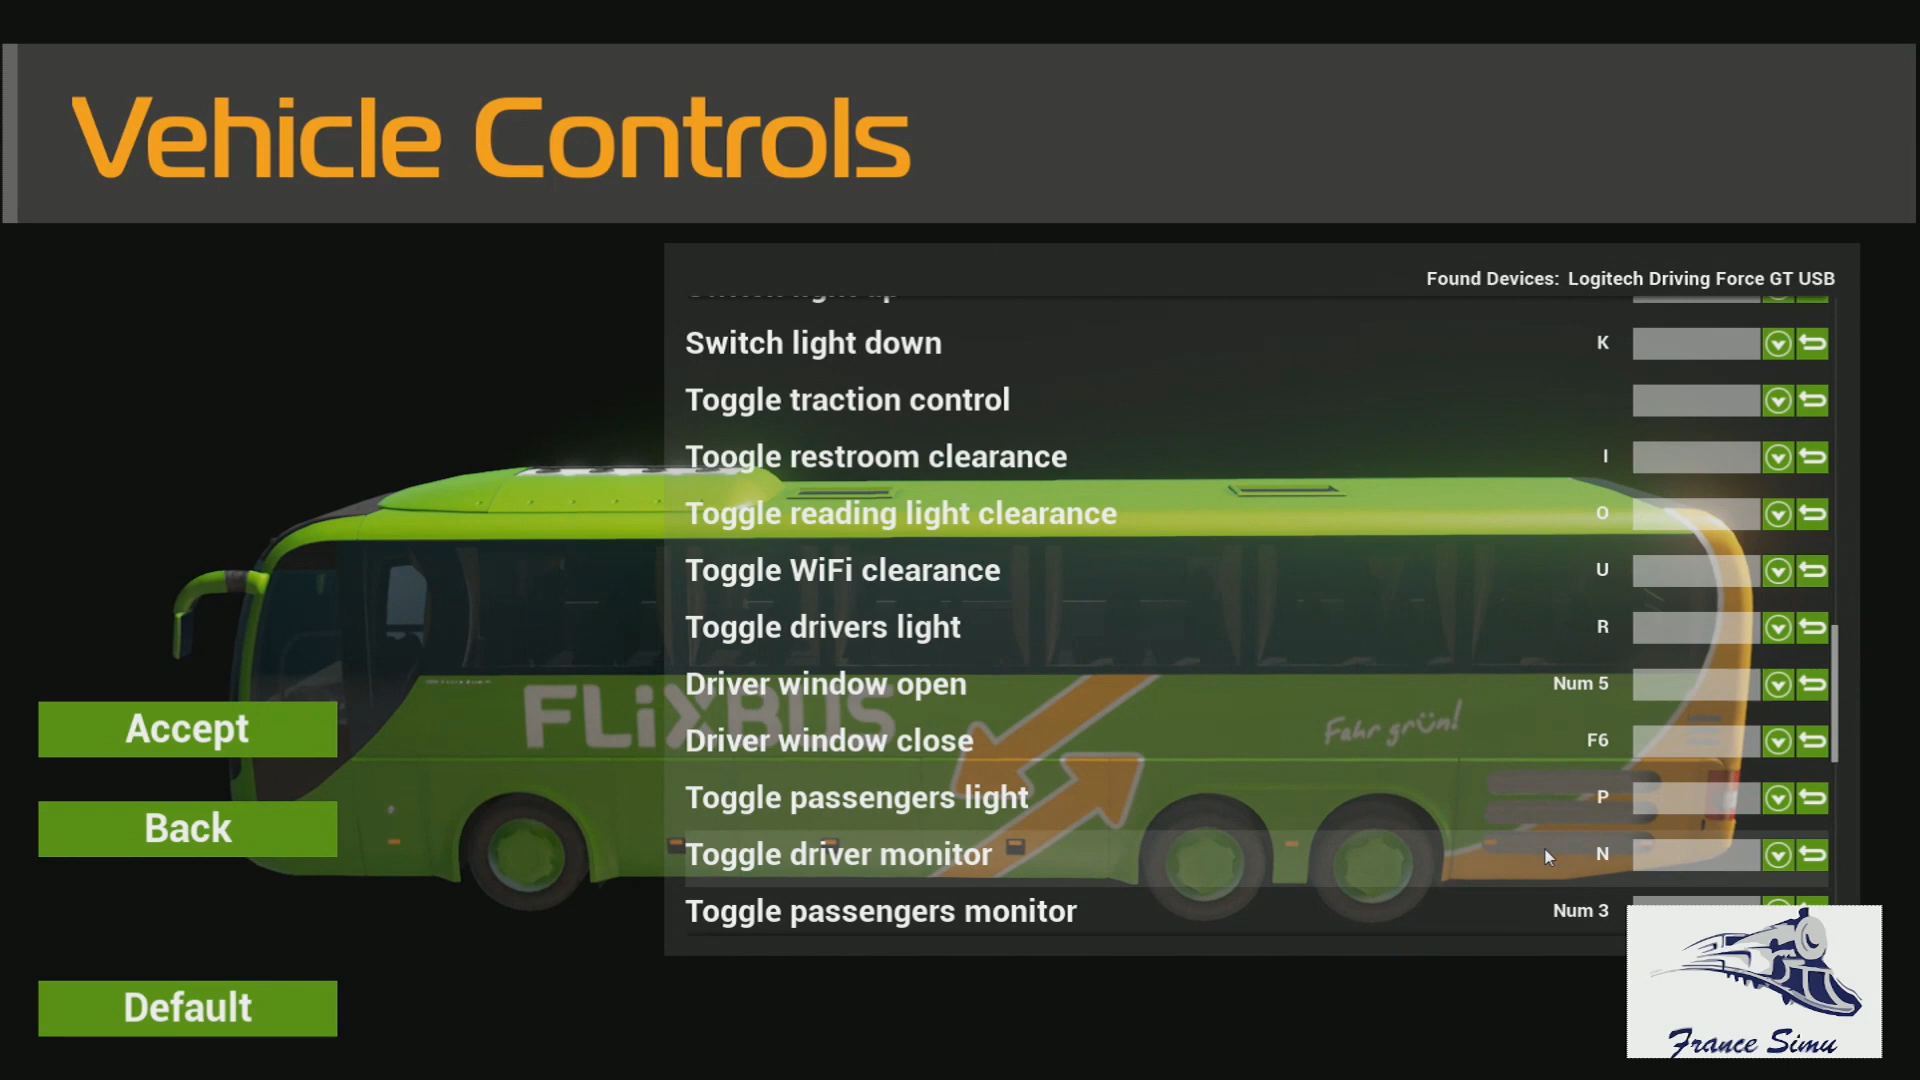 Vehicle Controls
Found Devices: Logitech Driving Force GT USB
Switch light down K
Toggle traction control
Toogle restroom clearance I
Toggle reading light clearance O
Toggle WiFi clearance U
Toggle drivers light R
Driver window open Num 5
Driver window close F6
Toggle passengers light P
Toggle driver monitor N
Toggle passengers monitor Num 3
FLiXBUS
Fahr grün!
Accept
Back
Default
France Simu